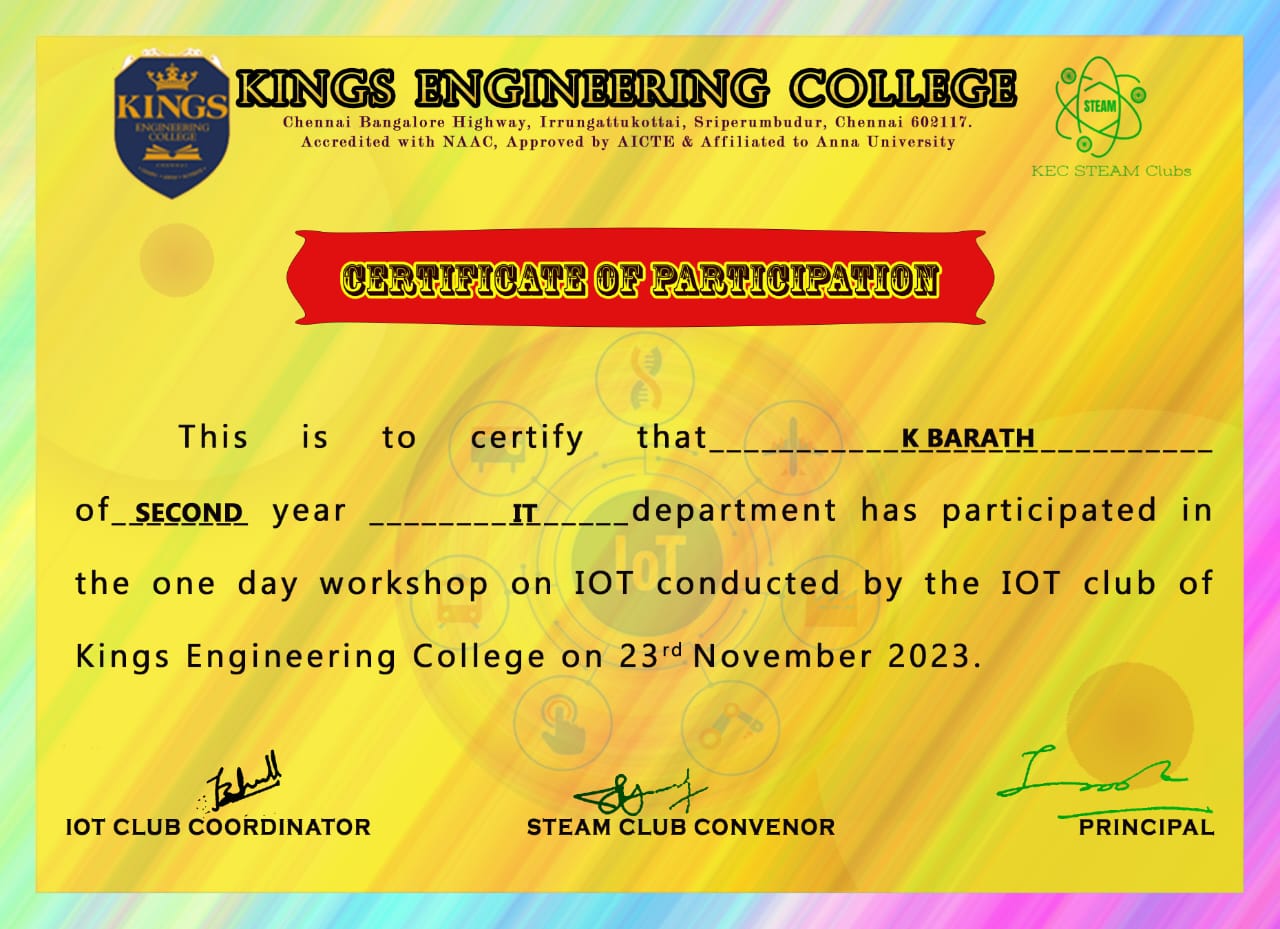 KINGS
ENGINEERING
COLLEGE
CHENNAI
KINGS ENGINEERING COLLEGE
Chennai Bangalore Highway, Irrungattukottai, Sriperumbudur, Chennai 602117.
Accredited with NAAC, Approved by AICTE & Affiliated to Anna University
STEAM
KEC STEAM Clubs
CERTIFICATE OF PARTICIPATION
This is to certify that K BARATH
of SECOND year IT department has participated in
the one day workshop on IOT conducted by the IOT club of
Kings Engineering College on 23rd November 2023.
IoT
IOT CLUB COORDINATOR
STEAM CLUB CONVENOR
PRINCIPAL